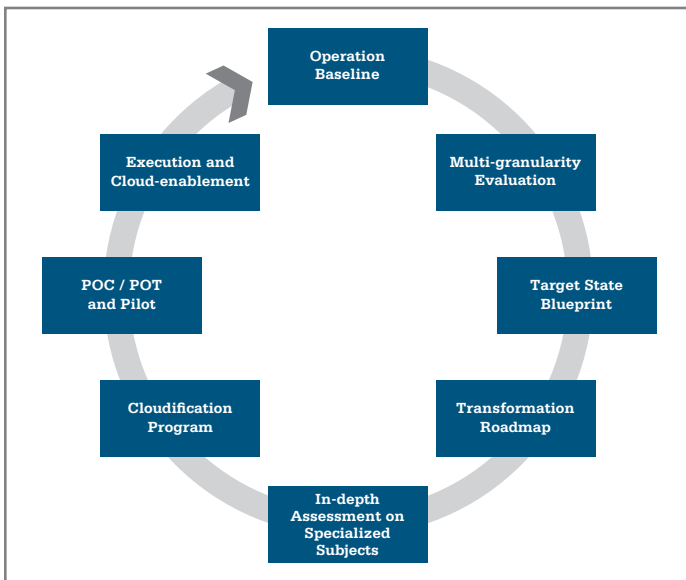 Operation
Baseline
Multi-granularity
Evaluation
Target State
Blueprint
Transformation
Roadmap
In-depth
Assessment on
Specialized
Subjects
Cloudification
Program
POC / POT
and Pilot
Execution and
Cloud-enablement